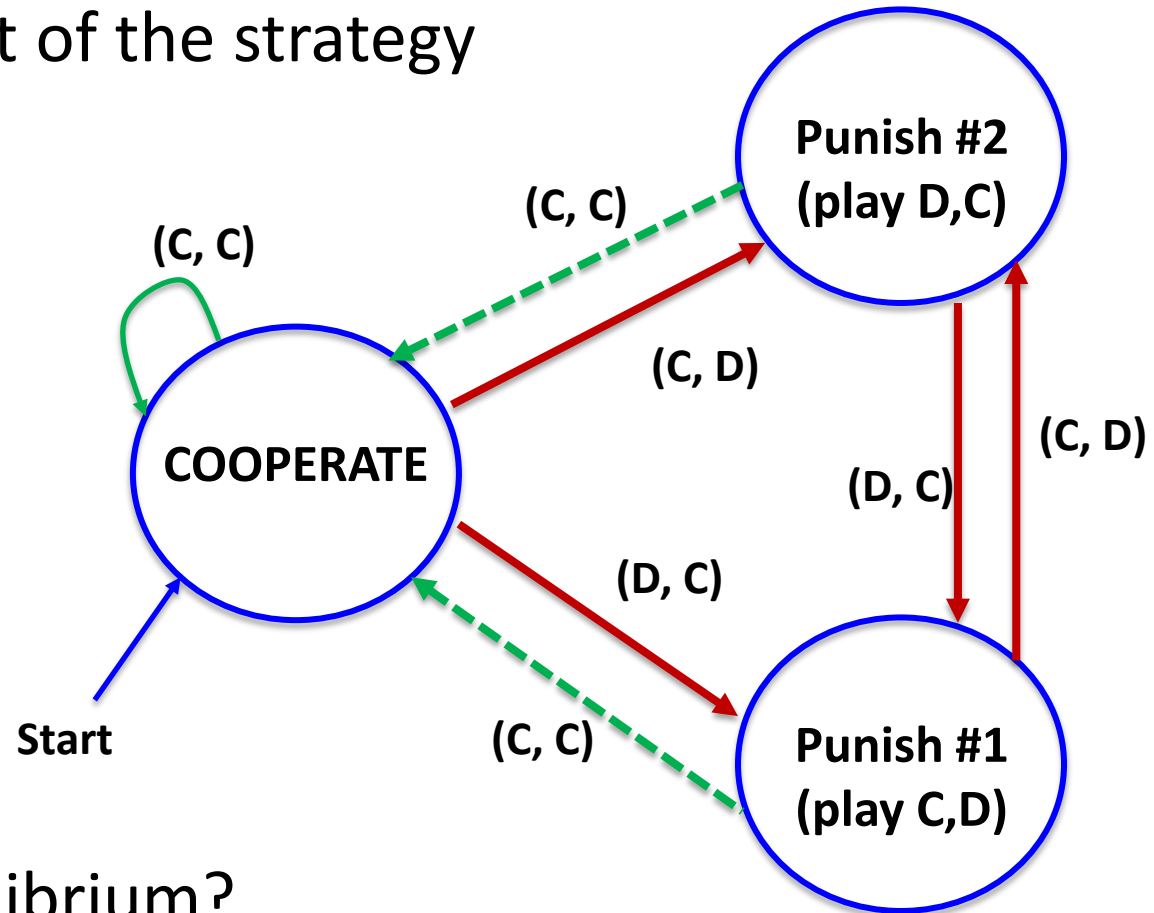 t of the strategy
Punish #2
(play D,C)
(C, C)
(C, C)
(C, D)
(C, D)
COOPERATE
(D, C)
(D, C)
Start
(C, C)
Punish #1
(play C,D)
ibrium?